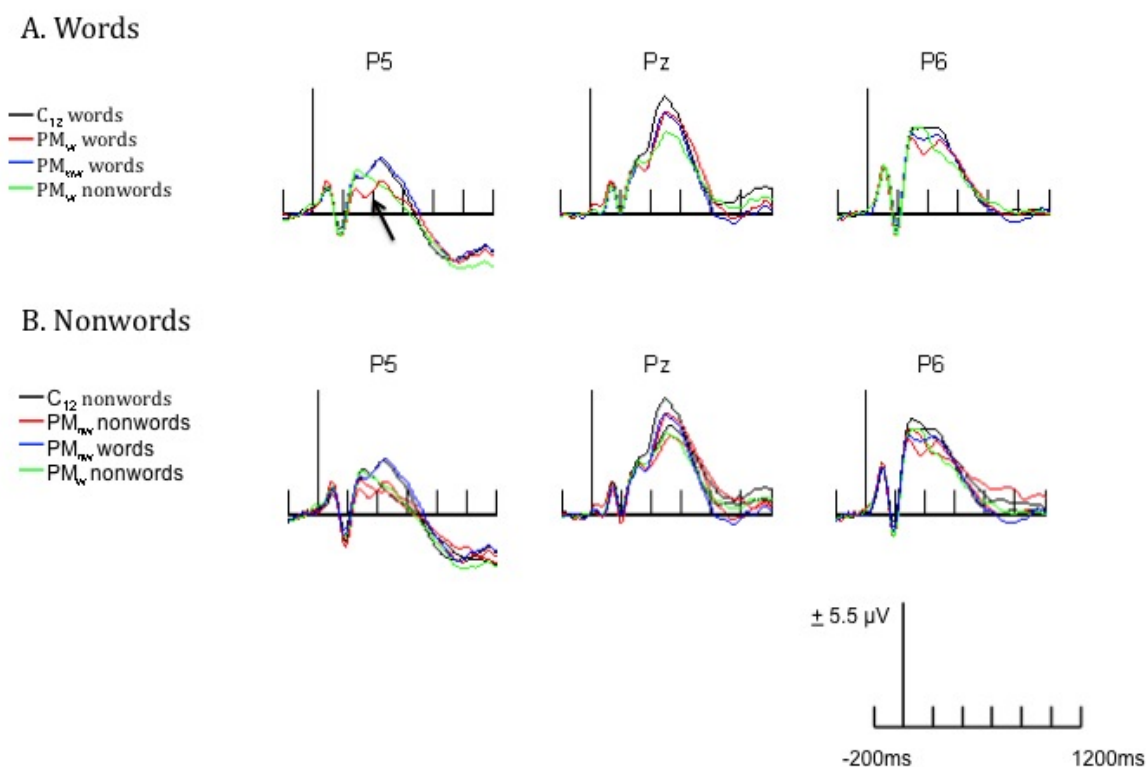 A. Words
P5 Pz P6
C₁₂ words
PMw words
PMnw words
PMw nonwords
B. Nonwords
P5 Pz P6
C₁₂ nonwords
PMnw nonwords
PMnw words
PMw nonwords
± 5.5 µV
-200ms 1200ms